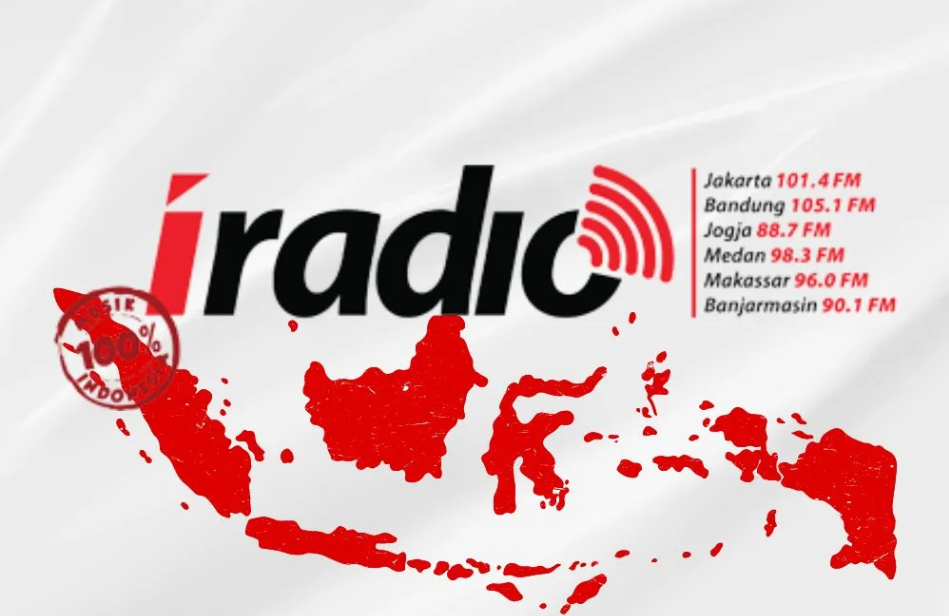 iradio
Jakarta 101.4 FM
Bandung 105.1 FM
Jogja 88.7 FM
Medan 98.3 FM
Makassar 96.0 FM
Banjarmasin 90.1 FM
100%
INDONESIA